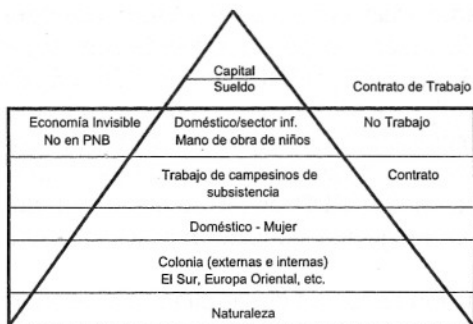 Capital
Sueldo
Contrato de Trabajo
Economía Invisible
No en PNB
Doméstico/sector inf.
Mano de obra de niños
No Trabajo
Trabajo de campesinos de
subsistencia
Contrato
Doméstico - Mujer
Colonia (externas e internas)
El Sur, Europa Oriental, etc.
Naturaleza